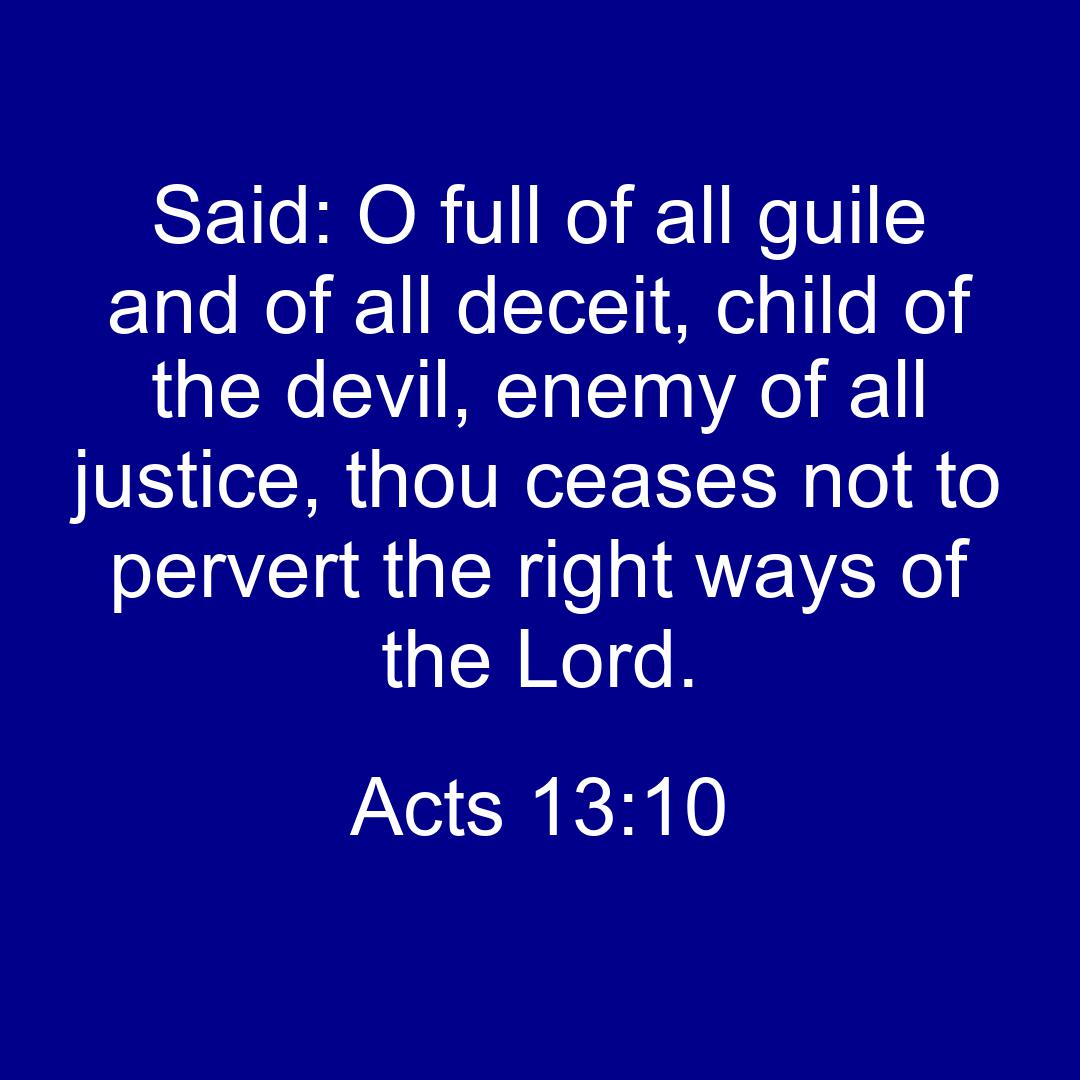 Said: O full of all guile
and of all deceit, child of
the devil, enemy of all
justice, thou ceases not to
pervert the right ways of
the Lord.
Acts 13:10